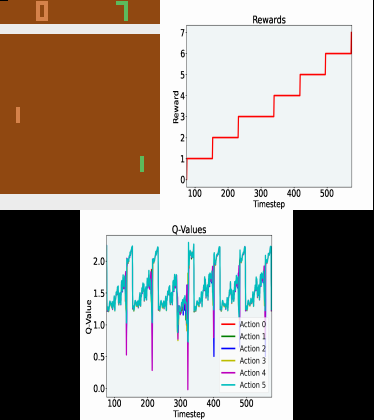 0 7
Rewards
7
6
5
4
3
2
1
0
Reward
100 200 300 400 500
Timestep
Q-Values
2.0
1.5
1.0
0.5
0.0
Q-Value
Action 0
Action 1
Action 2
Action 3
Action 4
Action 5
100 200 300 400 500
Timestep